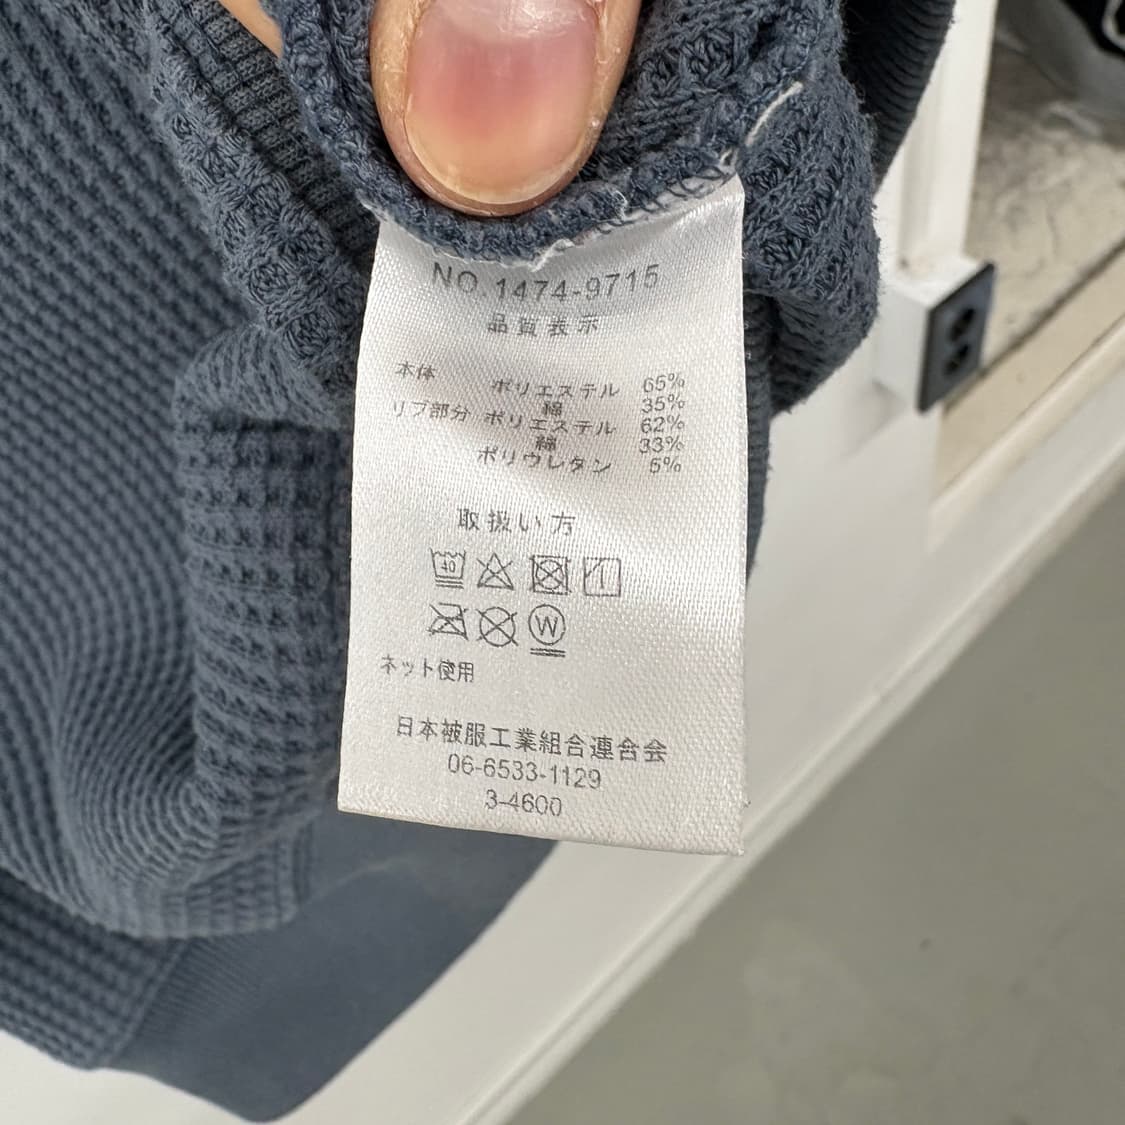 NO.1474-9715
品質表示
本体 ポリエステル 65%
綿 35%
リブ部分 ポリエステル 62%
綿 33%
ポリウレタン 5%
取扱い方
40
W
ネット使用
日本被服工業組合連合会
06-6533-1129
3-4600